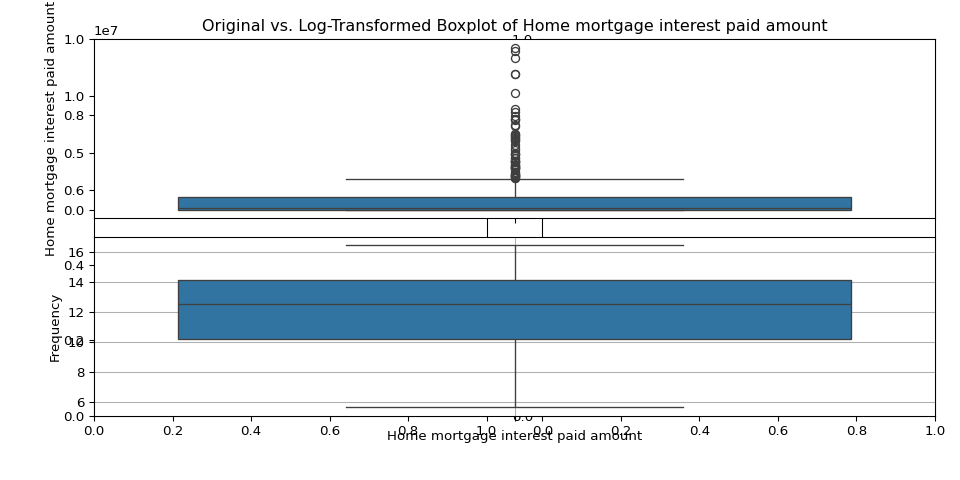 Original vs. Log-Transformed Boxplot of Home mortgage interest paid amount
1e7
1.0
1.0
1.0
0.8
0.5
0.6
0.0
Home mortgage interest paid amount
16
0.4
14
12
0.2
10
8
6
0.0
0.0
Frequency
0.0 0.2 0.4 0.6 0.8 1.0 0.0 0.2 0.4 0.6 0.8 1.0
Home mortgage interest paid amount